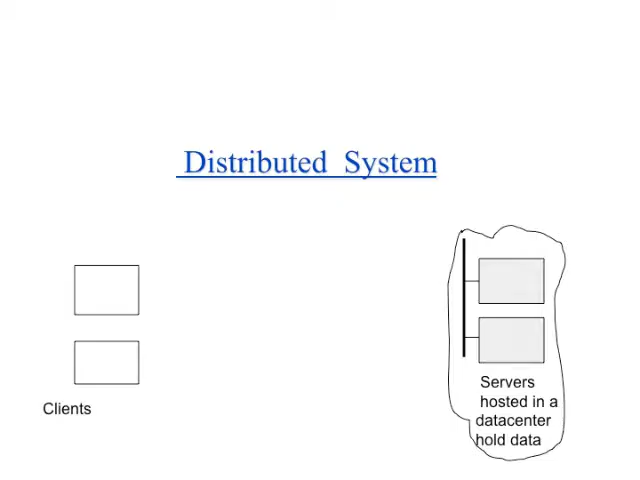 Distributed System
Clients
Servers
hosted in a
datacenter
hold data